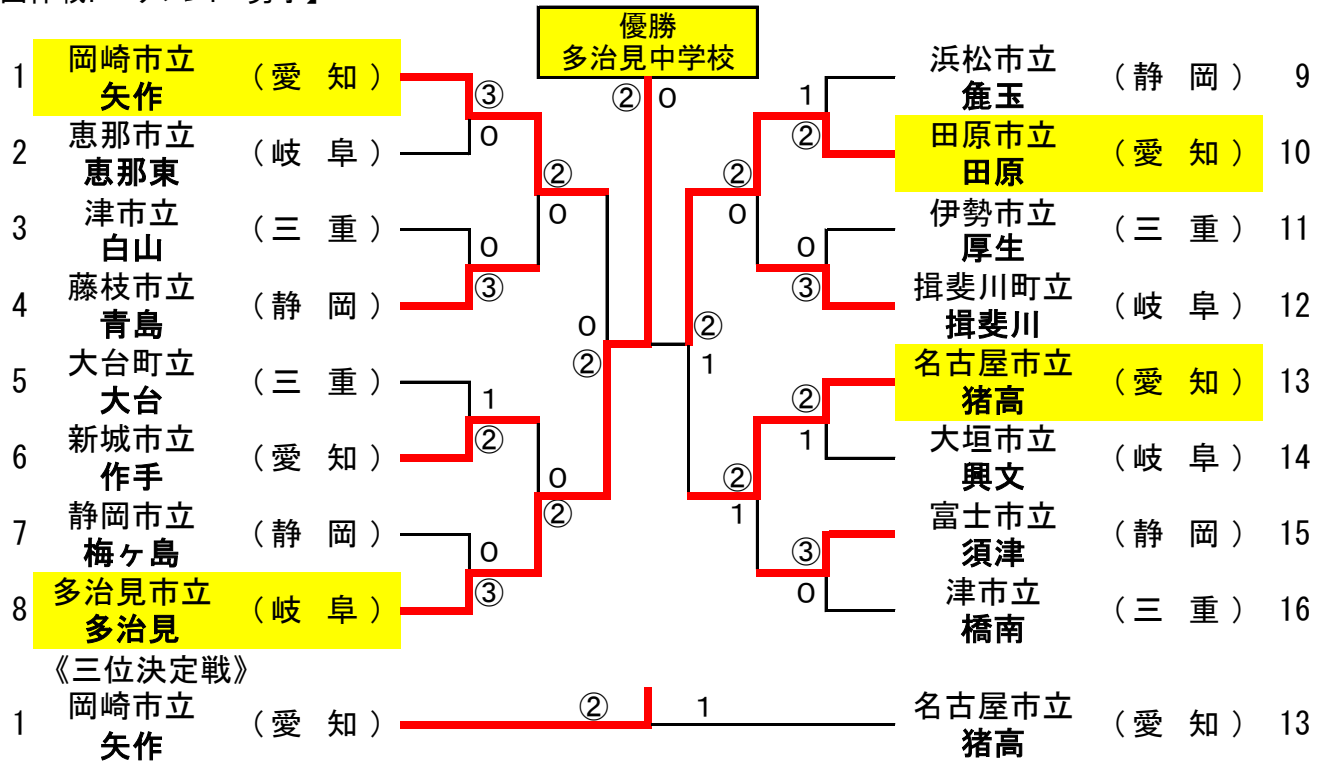 優勝
多治見中学校
1 岡崎市立 矢作 (愛 知)
2 恵那市立 恵那東 (岐 阜)
3 津市立 白山 (三 重)
4 藤枝市立 青島 (静 岡)
5 大台町立 大台 (三 重)
6 新城市立 作手 (愛 知)
7 静岡市立 梅ヶ島 (静 岡)
8 多治見市立 多治見 (岐 阜)
③
0
0
③
1
②
0
③
②
0
0
②
0
②
② 0
②
1
②
0
②
1
1
②
0
③
②
1
③
0
浜松市立 麁玉 (静 岡) 9
田原市立 田原 (愛 知) 10
伊勢市立 厚生 (三 重) 11
揖斐川町立 揖斐川 (岐 阜) 12
名古屋市立 猪高 (愛 知) 13
大垣市立 興文 (岐 阜) 14
富士市立 須津 (静 岡) 15
津市立 橋南 (三 重) 16
《三位決定戦》
1 岡崎市立 矢作 (愛 知) ② 1 名古屋市立 猪高 (愛 知) 13